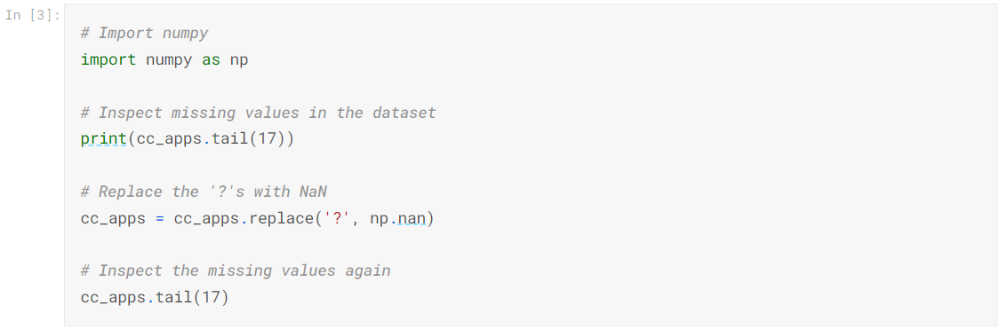 In [3]:
# Import numpy
import numpy as np
# Inspect missing values in the dataset
print(cc_apps.tail(17))
# Replace the '?'s with NaN
cc_apps = cc_apps.replace('?', np.nan)
# Inspect the missing values again
cc_apps.tail(17)